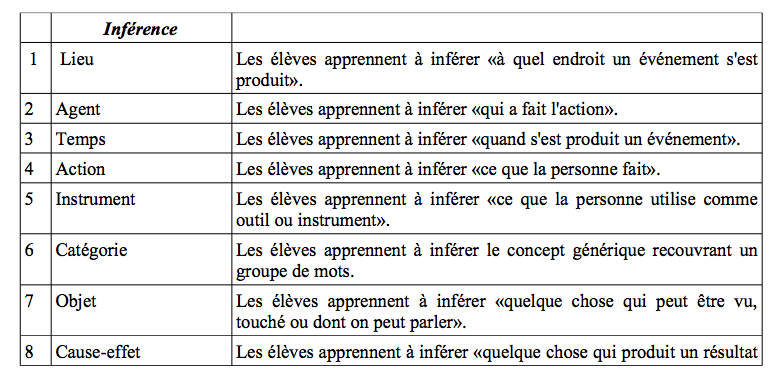 Inférence
1 Lieu Les élèves apprennent à inférer «à quel endroit un événement s'est
produit».
2 Agent Les élèves apprennent à inférer «qui a fait l'action».
3 Temps Les élèves apprennent à inférer «quand s'est produit un événement».
4 Action Les élèves apprennent à inférer «ce que la personne fait».
5 Instrument Les élèves apprennent à inférer «ce que la personne utilise comme
outil ou instrument».
6 Catégorie Les élèves apprennent à inférer le concept générique recouvrant un
groupe de mots.
7 Objet Les élèves apprennent à inférer «quelque chose qui peut être vu,
touché ou dont on peut parler».
8 Cause-effet Les élèves apprennent à inférer «quelque chose qui produit un résultat